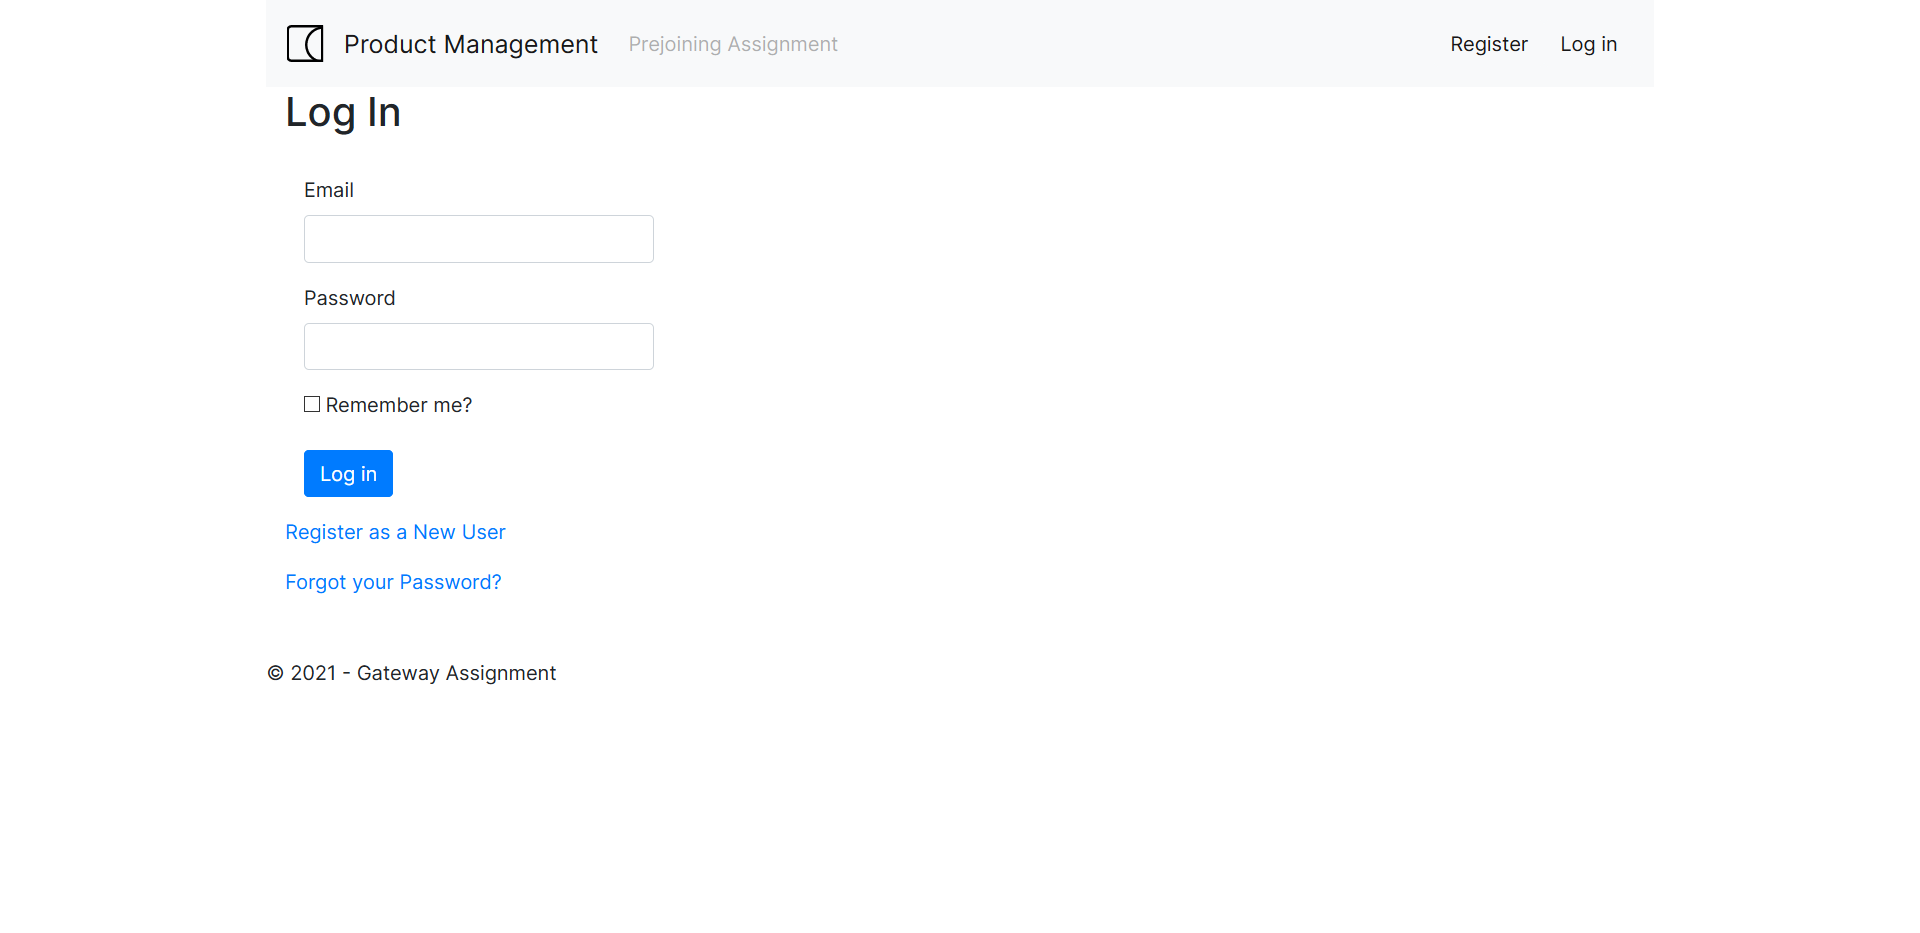 Product Management Prejoining Assignment Register Log in
Log In
Email
Password
Remember me?
Log in
Register as a New User
Forgot your Password?
© 2021 - Gateway Assignment